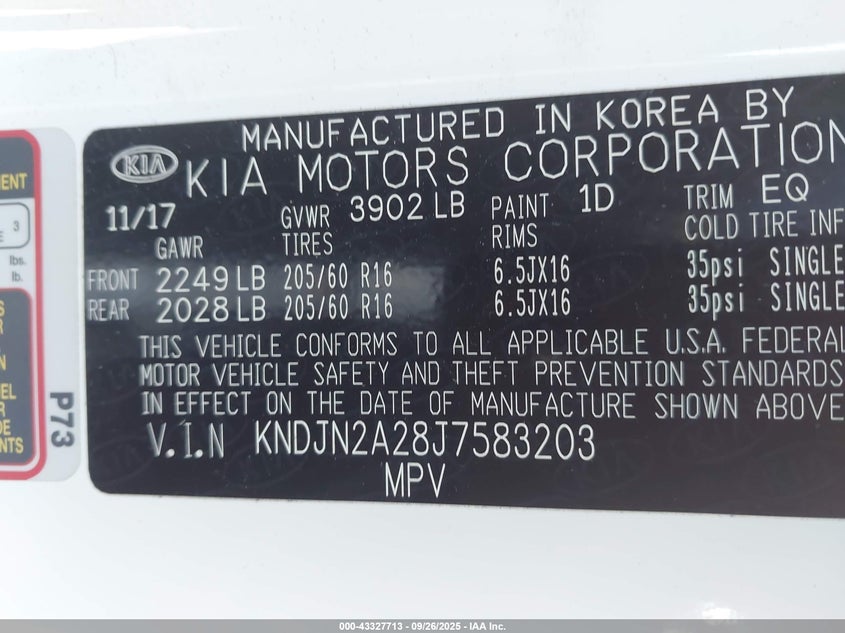 MANUFACTURED IN KOREA BY
KIA KIA MOTORS CORPORATION
11/17 GVWR 3902 LB PAINT 1D TRIM EQ
GAWR TIRES RIMS COLD TIRE INF
FRONT 2249 LB 205/60 R16 6.5JX16 35psi SINGLE
REAR 2028 LB 205/60 R16 6.5JX16 35psi SINGLE
THIS VEHICLE CONFORMS TO ALL APPLICABLE U.S.A. FEDERAL
MOTOR VEHICLE SAFETY AND THEFT PREVENTION STANDARDS
IN EFFECT ON THE DATE OF MANUFACTURE SHOWN ABOVE
V.I.N KNDJN2A28J7583203
MPV
ENT
3
lbs.
lb.
P73
000-43327713 - 09/26/2025 - IAA Inc.